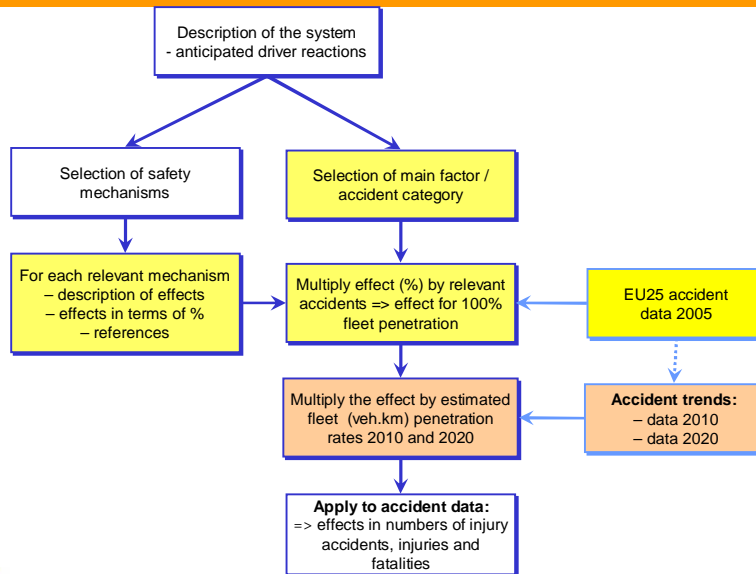 Description of the system
- anticipated driver reactions
Selection of safety
mechanisms
Selection of main factor /
accident category
For each relevant mechanism
– description of effects
– effects in terms of %
– references
Multiply effect (%) by relevant
accidents => effect for 100%
fleet penetration
EU25 accident
data 2005
Multiply the effect by estimated
fleet (veh.km) penetration
rates 2010 and 2020
Accident trends:
– data 2010
– data 2020
Apply to accident data:
=> effects in numbers of injury
accidents, injuries and
fatalities